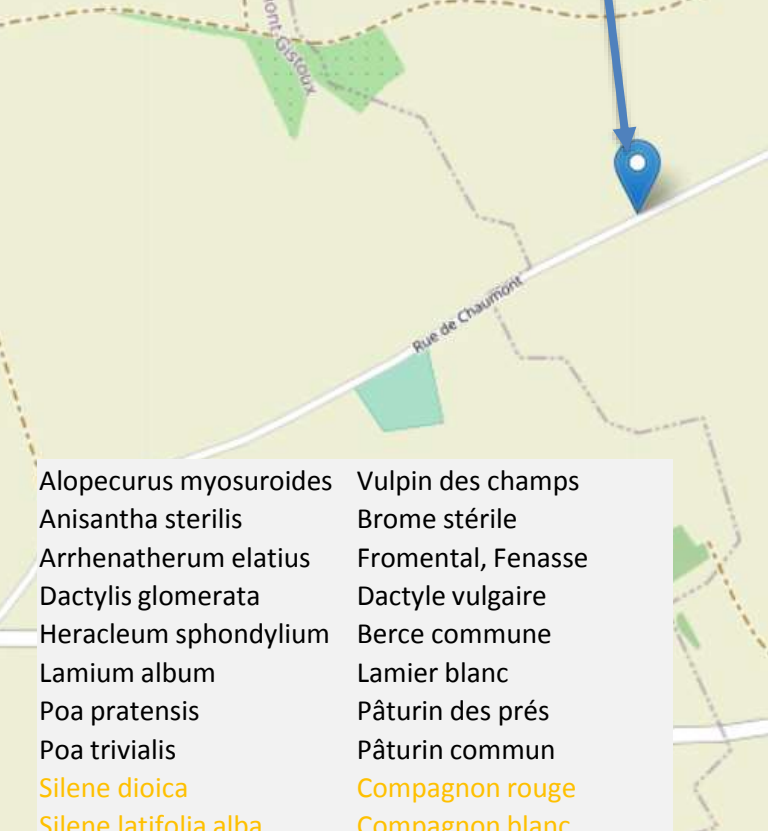 ont-Gistoux
Rue de Chaumont
Alopecurus myosuroides Vulpin des champs
Anisantha sterilis Brome stérile
Arrhenatherum elatius Fromental, Fenasse
Dactylis glomerata Dactyle vulgaire
Heracleum sphondylium Berce commune
Lamium album Lamier blanc
Poa pratensis Pâturin des prés
Poa trivialis Pâturin commun
Silene dioica Compagnon rouge
Silene latifolia alba Compagnon blanc